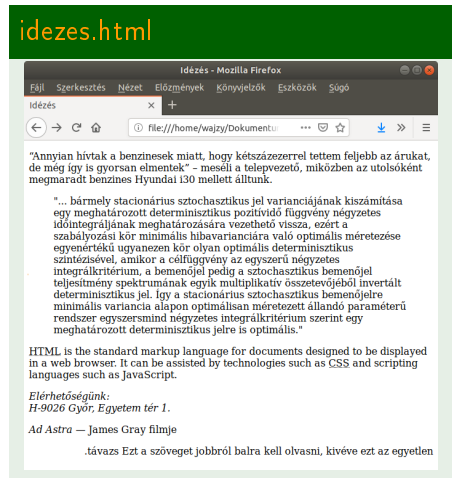 idezes.html
Idézés - Mozilla Firefox
Fájl Szerkesztés Nézet Előzmények Könyvjelzők Eszközök Súgó
Idézés
file:///home/wajzy/Dokumentu
“Annyian hívtak a benzinesek miatt, hogy kétszázezerrel tettem feljebb az árukat,
de még így is gyorsan elmentek” – meséli a telepvezető, miközben az utolsóként
megmaradt benzines Hyundai i30 mellett álltunk.
"... bármely stacionárius sztochasztikus jel varianciájának kiszámítása
egy meghatározott determinisztikus pozitívidő függvény négyzetes
időintegráljának meghatározására vezethető vissza, ezért a
szabályozási kör minimális hibavarianciára való optimális méretezése
egyenértékű ugyanezen kör olyan optimális determinisztikus
szintézisével, amikor a célfüggvény az egyszerű négyzetes
integrálkritérium, a bemenőjel pedig a sztochasztikus bemenőjel
teljesítmény spektrumának egyik multiplikatív összetevőjéből invertált
determinisztikus jel. Így a stacionárius sztochasztikus bemenőjelre
minimális variancia alapon optimálisan méretezett állandó paraméterű
rendszer egyszersmind négyzetes integrálkritérium szerint egy
meghatározott determinisztikus jelre is optimális."
HTML is the standard markup language for documents designed to be displayed
in a web browser. It can be assisted by technologies such as CSS and scripting
languages such as JavaScript.
Elérhetőségünk:
H-9026 Győr, Egyetem tér 1.
Ad Astra — James Gray filmje
.távazs Ezt a szöveget jobbról balra kell olvasni, kivéve ezt az egyetlen